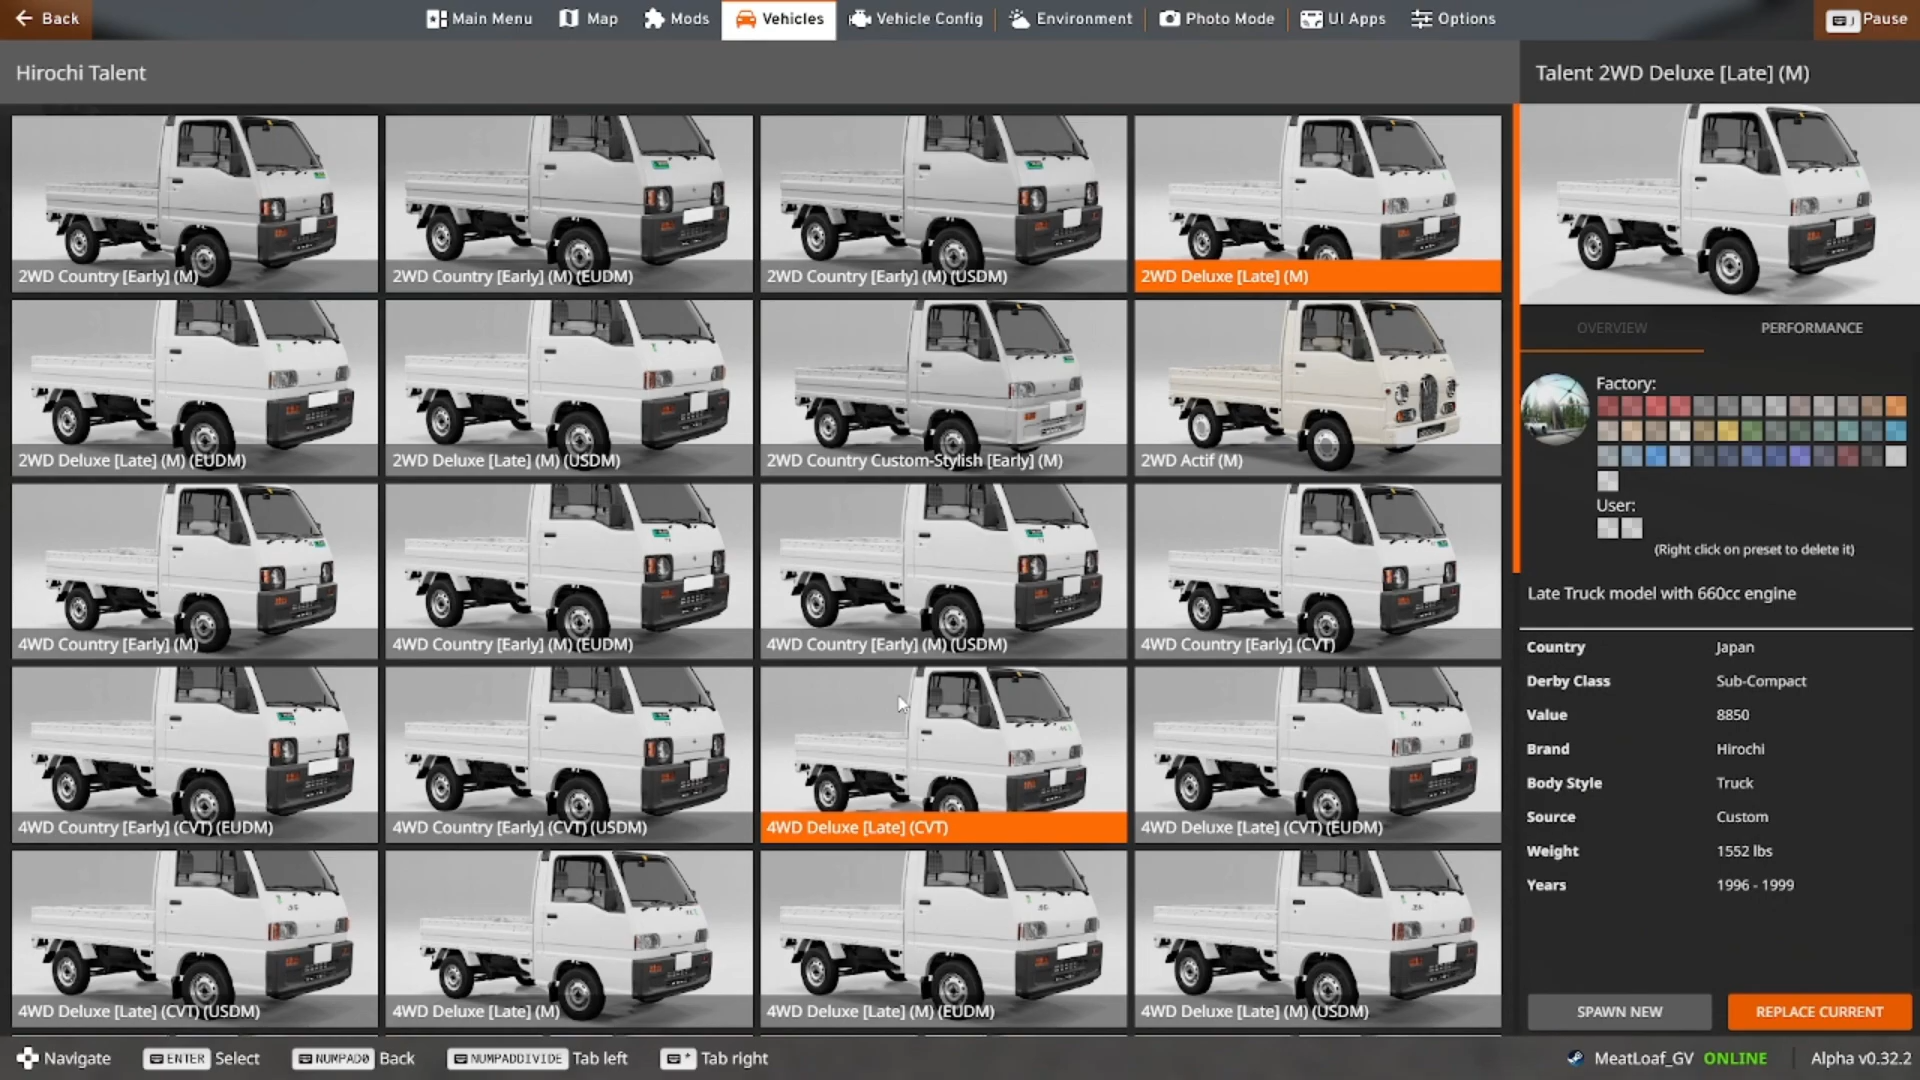 Back
Main Menu
Map
Mods
Vehicles
Vehicle Config
Environment
Photo Mode
UI Apps
Options
J
Pause
Hirochi Talent
Talent 2WD Deluxe [Late] (M)
2WD Country [Early] (M)
2WD Country [Early] (M) (EUDM)
2WD Country [Early] (M) (USDM)
2WD Deluxe [Late] (M)
2WD Deluxe [Late] (M) (EUDM)
2WD Deluxe [Late] (M) (USDM)
2WD Country Custom-Stylish [Early] (M)
2WD Actif (M)
4WD Country [Early] (M)
4WD Country [Early] (M) (EUDM)
4WD Country [Early] (M) (USDM)
4WD Country [Early] (CVT)
4WD Country [Early] (CVT) (EUDM)
4WD Country [Early] (CVT) (USDM)
4WD Deluxe [Late] (CVT)
4WD Deluxe [Late] (CVT) (EUDM)
4WD Deluxe [Late] (CVT) (USDM)
4WD Deluxe [Late] (M)
4WD Deluxe [Late] (M) (EUDM)
4WD Deluxe [Late] (M) (USDM)
OVERVIEW
PERFORMANCE
Factory:
User:
(Right click on preset to delete it)
Late Truck model with 660cc engine
Country Japan
Derby Class Sub-Compact
Value 8850
Brand Hirochi
Body Style Truck
Source Custom
Weight 1552 lbs
Years 1996 - 1999
SPAWN NEW
REPLACE CURRENT
Navigate
ENTER Select
NUMPAD0 Back
NUMPADDIVIDE Tab left
* Tab right
MeatLoaf_GV ONLINE
Alpha v0.32.2